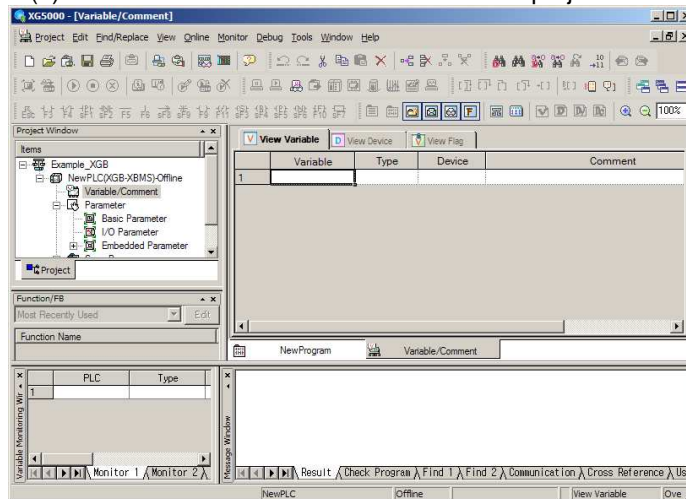 XG5000 - [Variable/Comment]
Project Edit Find/Replace View Online Monitor Debug Tools Window Help
100%
Project Window
Items
Example_XGB
NewPLC(XGB-XBMS)-Offline
Variable/Comment
Parameter
Basic Parameter
I/O Parameter
Embedded Parameter
Project
V View Variable D View Device View Flag
Variable Type Device Comment
1
Function/FB
Most Recently Used Edit
Function Name
NewProgram Variable/Comment
PLC Type
1
Variable Monitoring Wir
Monitor 1 Monitor 2
Message Window
Result Check Program Find 1 Find 2 Communication Cross Reference Us
NewPLC Offline View Variable Ove